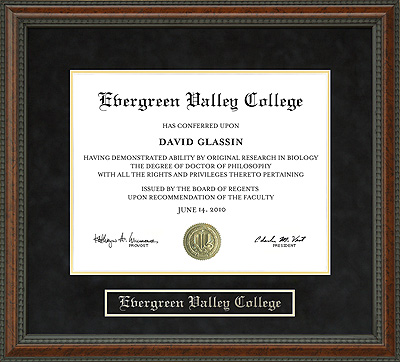 Evergreen Valley College
HAS CONFERRED UPON
DAVID GLASSIN
HAVING DEMONSTRATED ABILITY BY ORIGINAL RESEARCH IN BIOLOGY
THE DEGREE OF DOCTOR OF PHILOSOPHY
WITH ALL THE RIGHTS AND PRIVILEGES THERETO PERTAINING
ISSUED BY THE BOARD OF REGENTS
UPON RECOMMENDATION OF THE FACULTY
JUNE 14, 2010
PROVOST
PRESIDENT
Evergreen Valley College